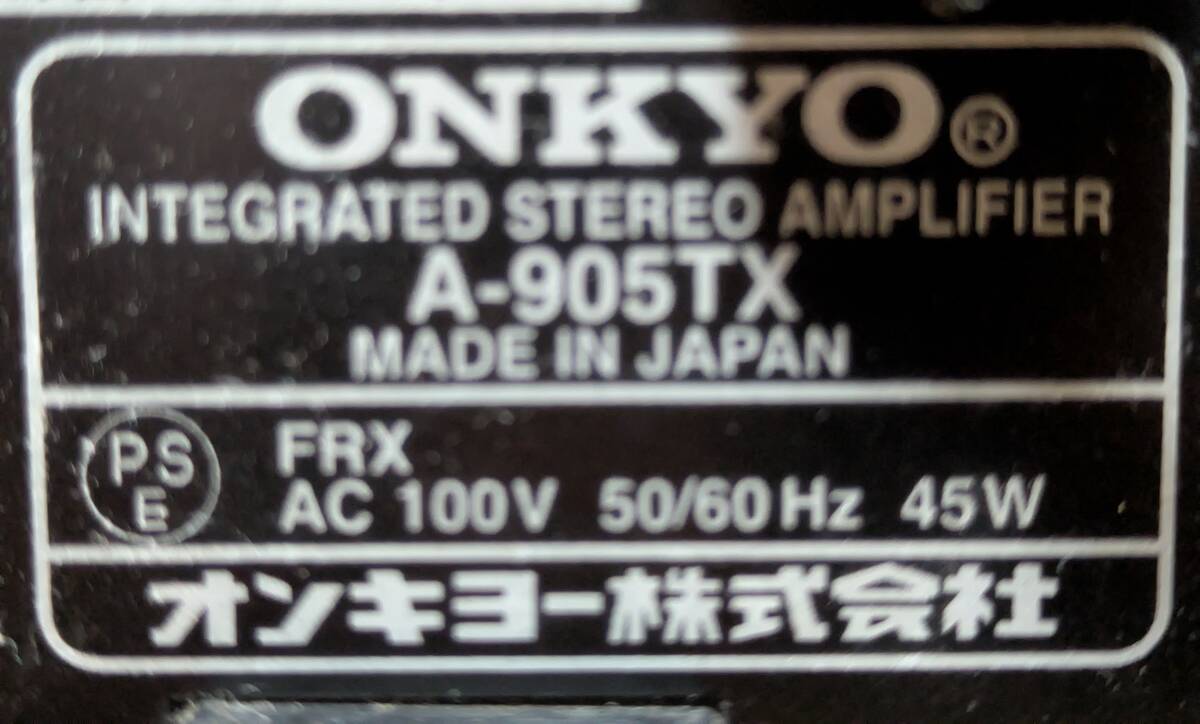 ONKYO®
INTEGRATED STEREO AMPLIFIER
A-905TX
MADE IN JAPAN
PS
E
FRX
AC 100V 50/60Hz 45W
オンキヨー株式会社